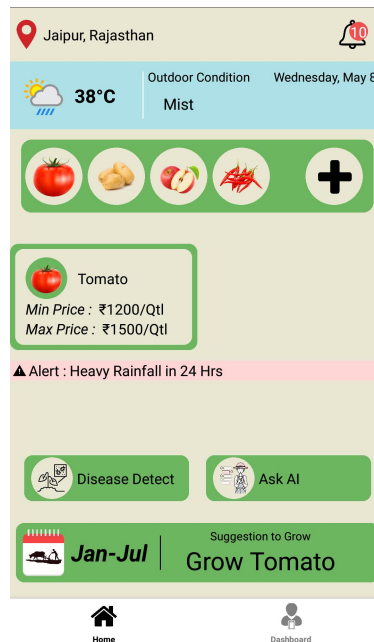 Jaipur, Rajasthan
10
Outdoor Condition
Wednesday, May 8
38°C
Mist
Tomato
Min Price : ₹1200/Qtl
Max Price : ₹1500/Qtl
Alert : Heavy Rainfall in 24 Hrs
Disease Detect
Ask AI
Jan-Jul
Suggestion to Grow
Grow Tomato
Home
Dashboard